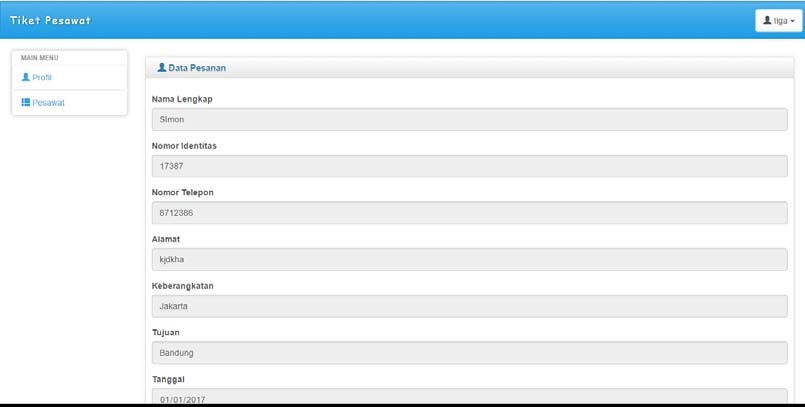 Tiket Pesawat
Ilga
MAIN MENU
Profil
Pesawat
Data Pesanan
Nama Lengkap
SImon
Nomor Identitas
17387
Nomor Telepon
8712386
Alamat
kjdkha
Keberangkatan
Jakarta
Tujuan
Bandung
Tanggal
01/01/2017